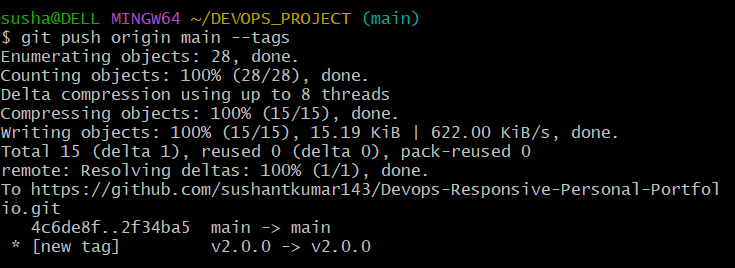 susha@DELL MINGW64 ~/DEVOPS_PROJECT (main)
$ git push origin main --tags
Enumerating objects: 28, done.
Counting objects: 100% (28/28), done.
Delta compression using up to 8 threads
Compressing objects: 100% (15/15), done.
Writing objects: 100% (15/15), 15.19 KiB | 622.00 KiB/s, done.
Total 15 (delta 1), reused 0 (delta 0), pack-reused 0
remote: Resolving deltas: 100% (1/1), done.
To https://github.com/sushantkumar143/Devops-Responsive-Personal-Portfol
io.git
   4c6de8f..2f34ba5  main -> main
 * [new tag]         v2.0.0 -> v2.0.0